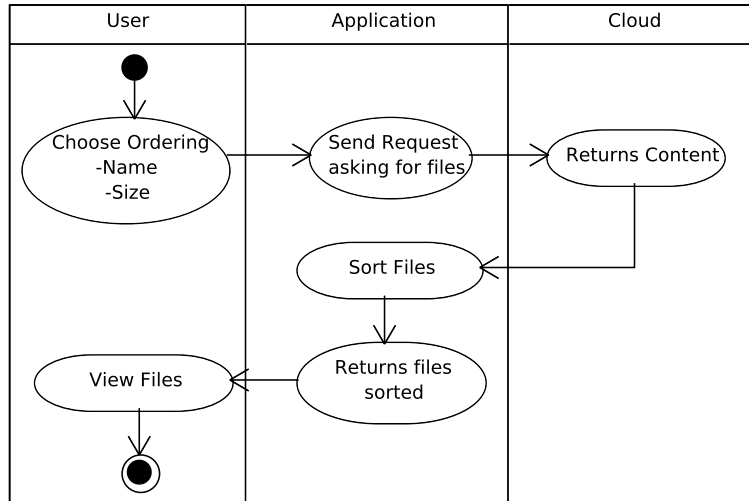 User
Application
Cloud
Choose Ordering
-Name
-Size
Send Request
asking for files
Returns Content
Sort Files
Returns files
sorted
View Files